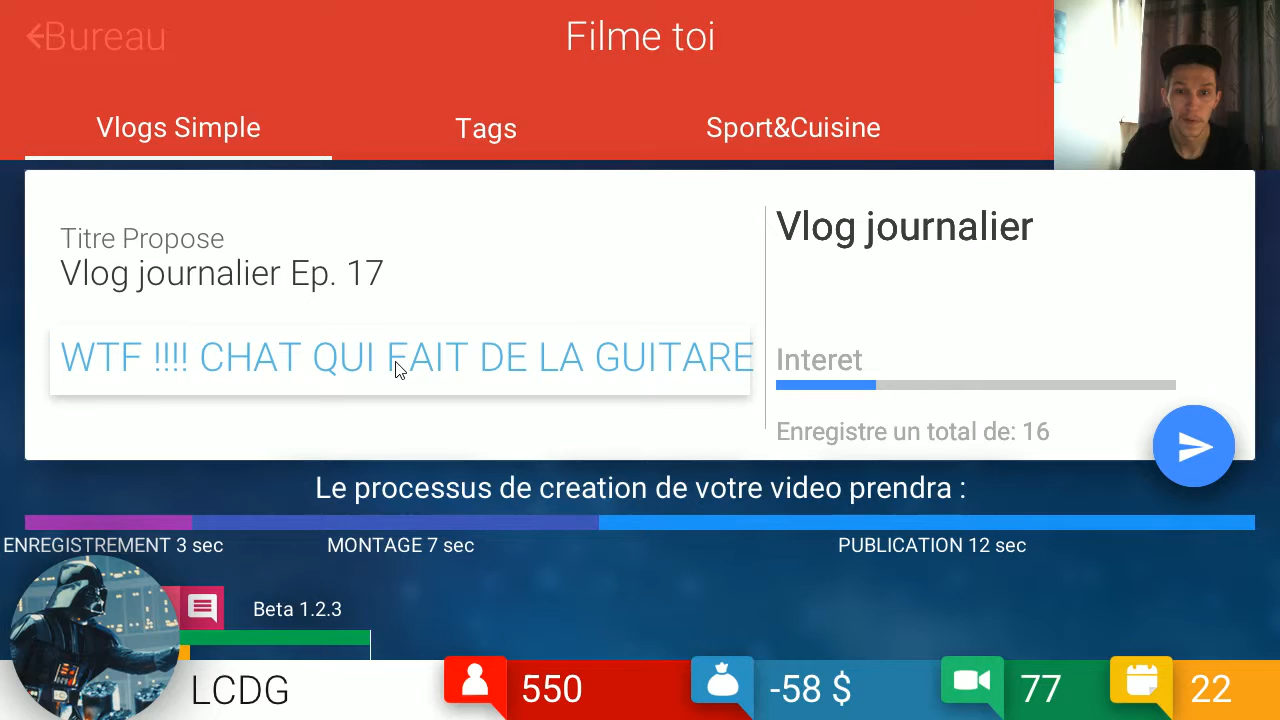 Bureau
Filme toi
Vlogs Simple
Tags
Sport&Cuisine
Titre Propose
Vlog journalier Ep. 17
WTF !!!! CHAT QUI FAIT DE LA GUITARE
Vlog journalier
Interet
Enregistre un total de: 16
Le processus de creation de votre video prendra :
ENREGISTREMENT 3 sec
MONTAGE 7 sec
PUBLICATION 12 sec
Beta 1.2.3
LCDG
550
-58 $
77
22